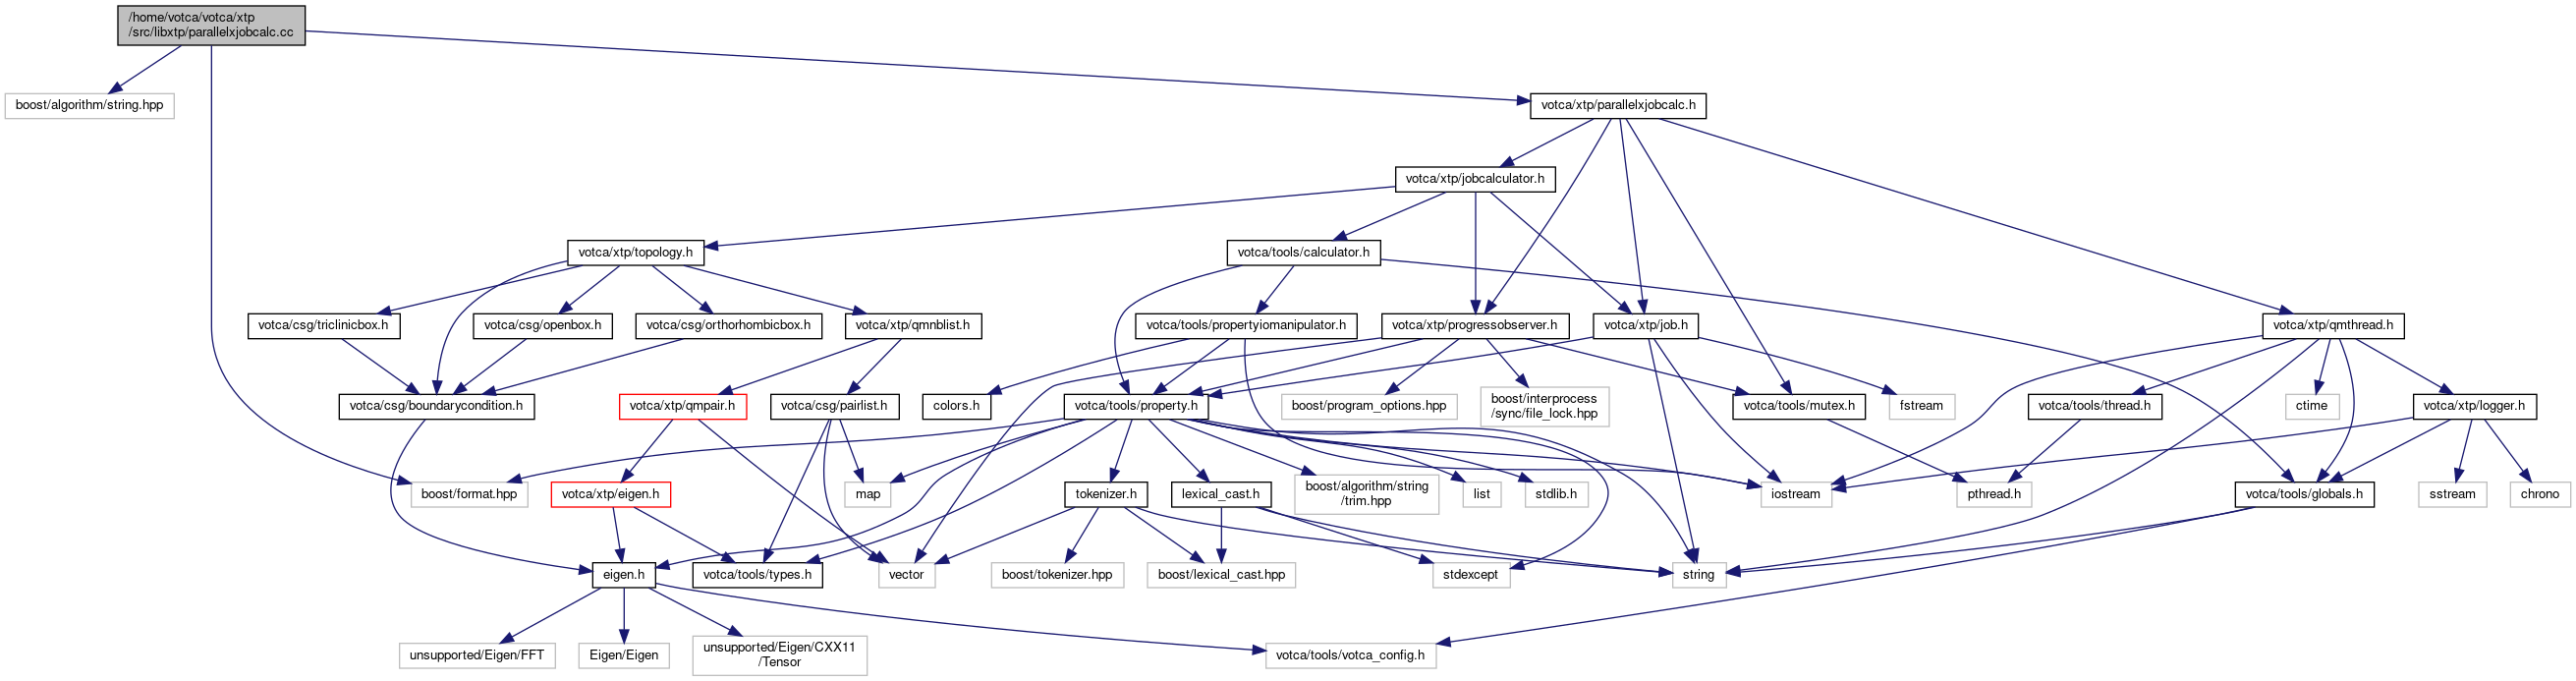 /home/votca/votca/xtp
/src/libxtp/parallelxjobcalc.cc
boost/algorithm/string.hpp
votca/xtp/parallelxjobcalc.h
votca/xtp/jobcalculator.h
votca/xtp/topology.h
votca/tools/calculator.h
votca/csg/triclinicbox.h
votca/csg/openbox.h
votca/csg/orthorhombicbox.h
votca/xtp/qmnblist.h
votca/tools/propertyiomanipulator.h
votca/xtp/progressobserver.h
votca/xtp/job.h
votca/xtp/qmthread.h
votca/csg/boundarycondition.h
votca/xtp/qmpair.h
votca/csg/pairlist.h
colors.h
votca/tools/property.h
boost/program_options.hpp
boost/interprocess
/sync/file_lock.hpp
votca/tools/mutex.h
fstream
votca/tools/thread.h
ctime
votca/xtp/logger.h
boost/format.hpp
votca/xtp/eigen.h
map
tokenizer.h
lexical_cast.h
boost/algorithm/string
/trim.hpp
list
stdlib.h
iostream
pthread.h
votca/tools/globals.h
sstream
chrono
eigen.h
votca/tools/types.h
vector
boost/tokenizer.hpp
boost/lexical_cast.hpp
stdexcept
string
unsupported/Eigen/FFT
Eigen/Eigen
unsupported/Eigen/CXX11
/Tensor
votca/tools/votca_config.h